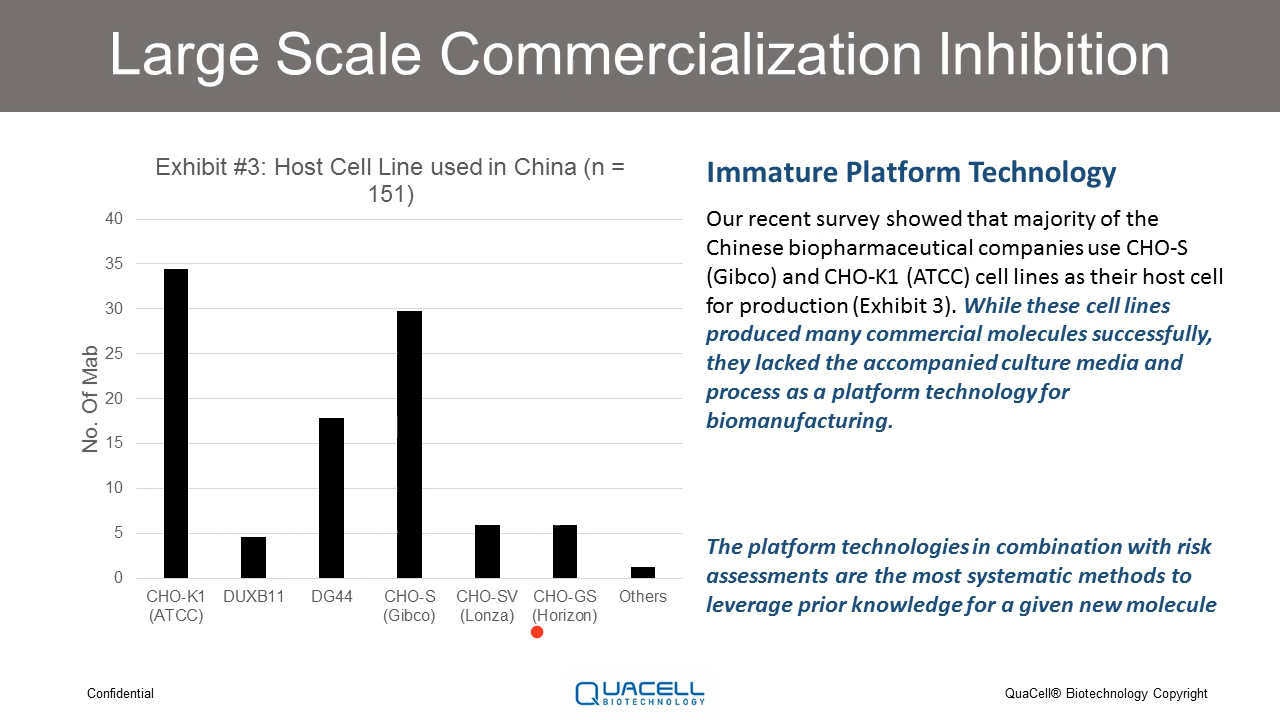 Large Scale Commercialization Inhibition
Exhibit #3: Host Cell Line used in China (n =
151)
No. Of Mab
40
35
30
25
20
15
10
5
0
CHO-K1
(ATCC)
DUXB11
DG44
CHO-S
(Gibco)
CHO-SV
(Lonza)
CHO-GS
(Horizon)
Others
Immature Platform Technology
Our recent survey showed that majority of the
Chinese biopharmaceutical companies use CHO-S
(Gibco) and CHO-K1 (ATCC) cell lines as their host cell
for production (Exhibit 3). While these cell lines
produced many commercial molecules successfully,
they lacked the accompanied culture media and
process as a platform technology for
biomanufacturing.
The platform technologies in combination with risk
assessments are the most systematic methods to
leverage prior knowledge for a given new molecule
Confidential
QUACELL
BIOTECHNOLOGY
QuaCell® Biotechnology Copyright